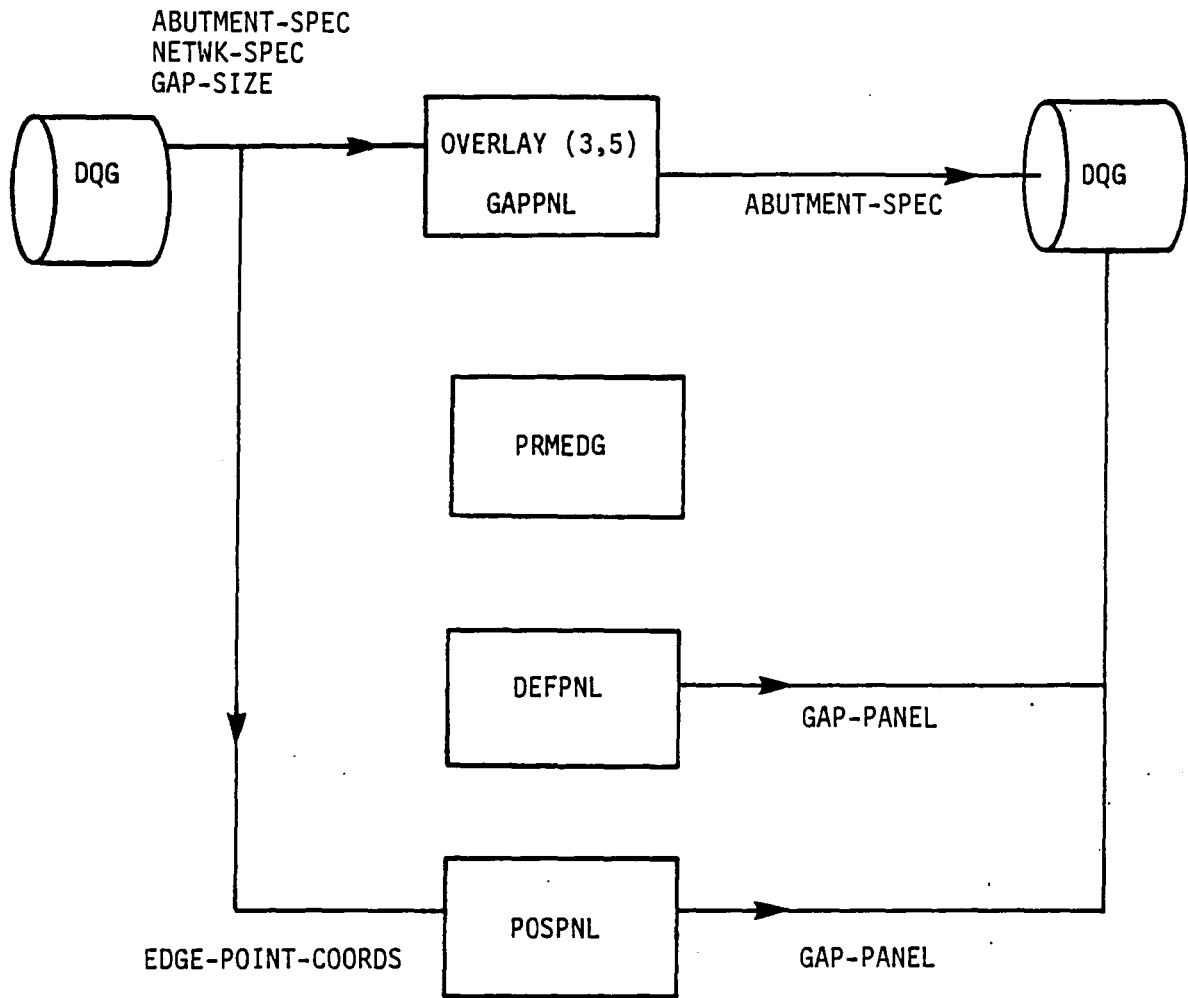 ABUTMENT-SPEC
NETWK-SPEC
GAP-SIZE
DQG
OVERLAY (3,5)
GAPPNL
ABUTMENT-SPEC
DQG
PRMEDG
DEFPNL
GAP-PANEL
EDGE-POINT-COORDS
POSPNL
GAP-PANEL